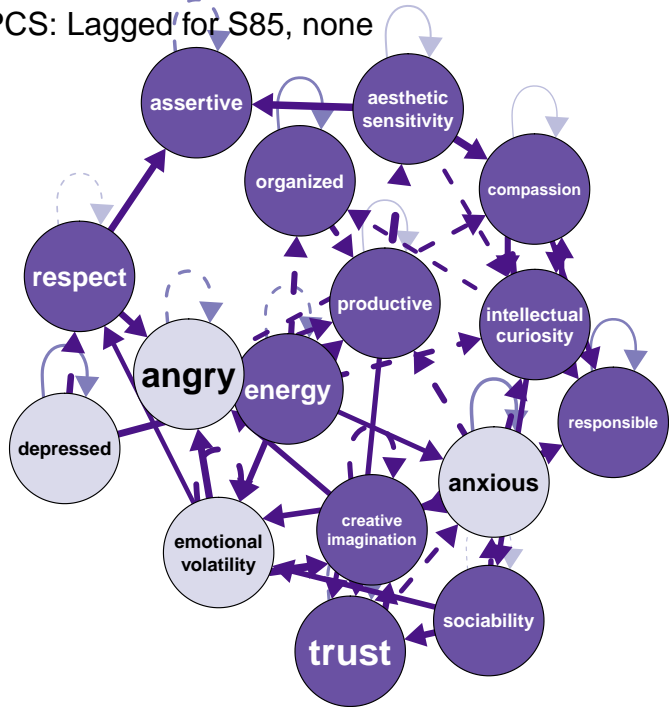 PCS: Lagged for S85, none
assertive
aesthetic
sensitivity
organized
compassion
respect
productive
intellectual
curiosity
angry
energy
responsible
depressed
anxious
emotional
volatility
creative
imagination
sociability
trust